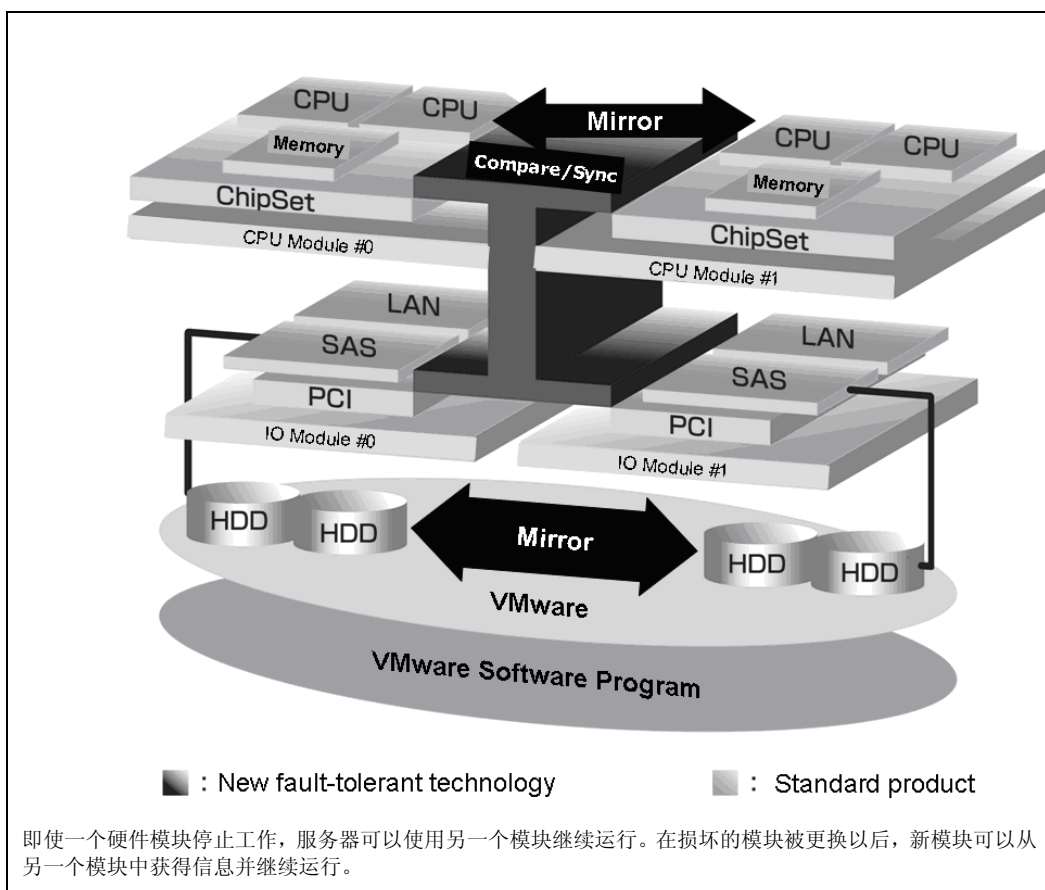 CPU
CPU
Mirror
CPU
CPU
Memory
Compare/Sync
Memory
ChipSet
ChipSet
CPU Module #0
CPU Module #1
LAN
LAN
SAS
SAS
PCI
PCI
IO Module #0
IO Module #1
HDD
HDD
Mirror
HDD
HDD
VMware
VMware Software Program
: New fault-tolerant technology
: Standard product
即使一个硬件模块停止工作，服务器可以使用另一个模块继续运行。在损坏的模块被更换以后，新模块可以从
另一个模块中获得信息并继续运行。